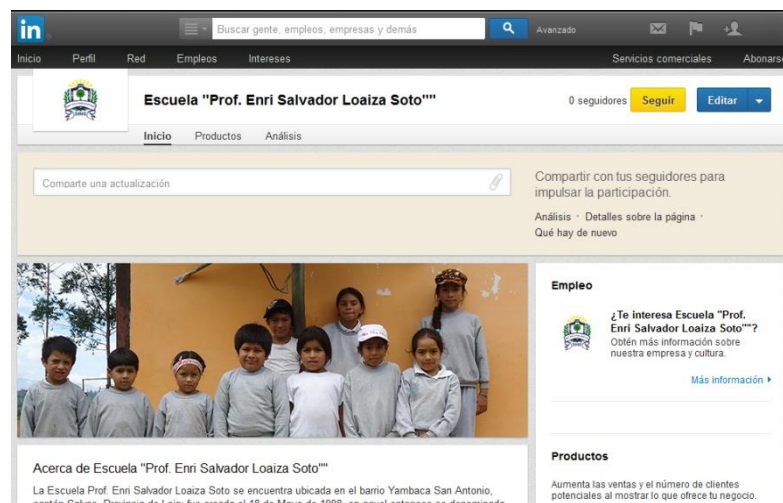 in
Buscar gente, empleos, empresas y demás
Avanzado
Inicio Perfil Red Empleos Intereses Servicios comerciales Abonarse
Escuela "Prof. Enri Salvador Loaiza Soto""
0 seguidores Seguir Editar
Inicio Productos Análisis
Comparte una actualización
Compartir con tus seguidores para
impulsar la participación.
Análisis · Detalles sobre la página ·
Qué hay de nuevo
Empleo
¿Te interesa Escuela "Prof.
Enri Salvador Loaiza Soto""?
Obtén más información sobre
nuestra empresa y cultura.
Más información
Acerca de Escuela "Prof. Enri Salvador Loaiza Soto""
La Escuela Prof. Enri Salvador Loaiza Soto se encuentra ubicada en el barrio Yambaca San Antonio,
Productos
Aumenta las ventas y el número de clientes
potenciales al mostrar lo que ofrece tu negocio.